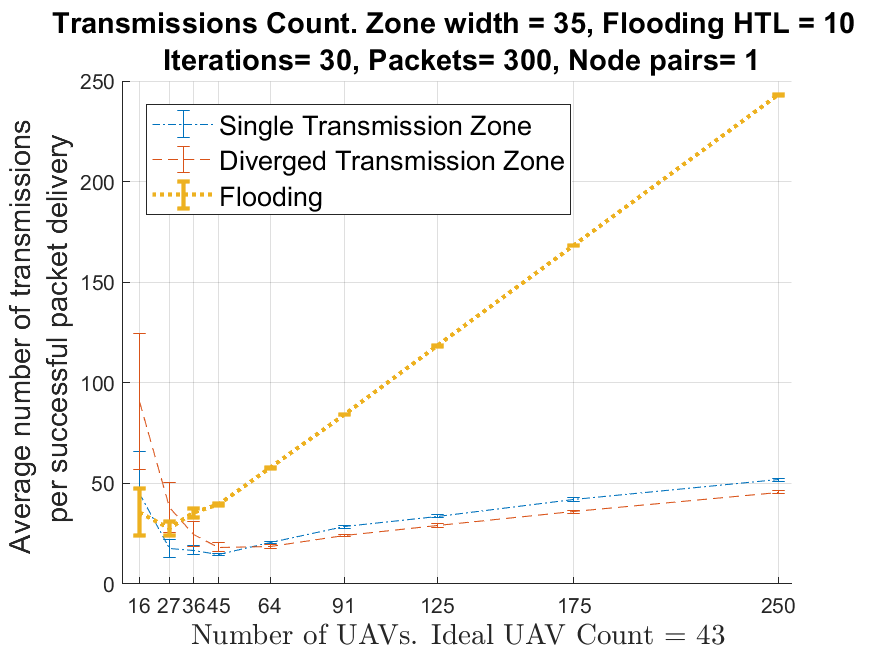 Transmissions Count. Zone width = 35, Flooding HTL = 10
Iterations= 30, Packets= 300, Node pairs= 1
Average number of transmissions
per successful packet delivery
250
200
150
100
50
0
Single Transmission Zone
Diverged Transmission Zone
Flooding
16 27 36 45 64 91 125 175 250
Number of UAVs. Ideal UAV Count = 43